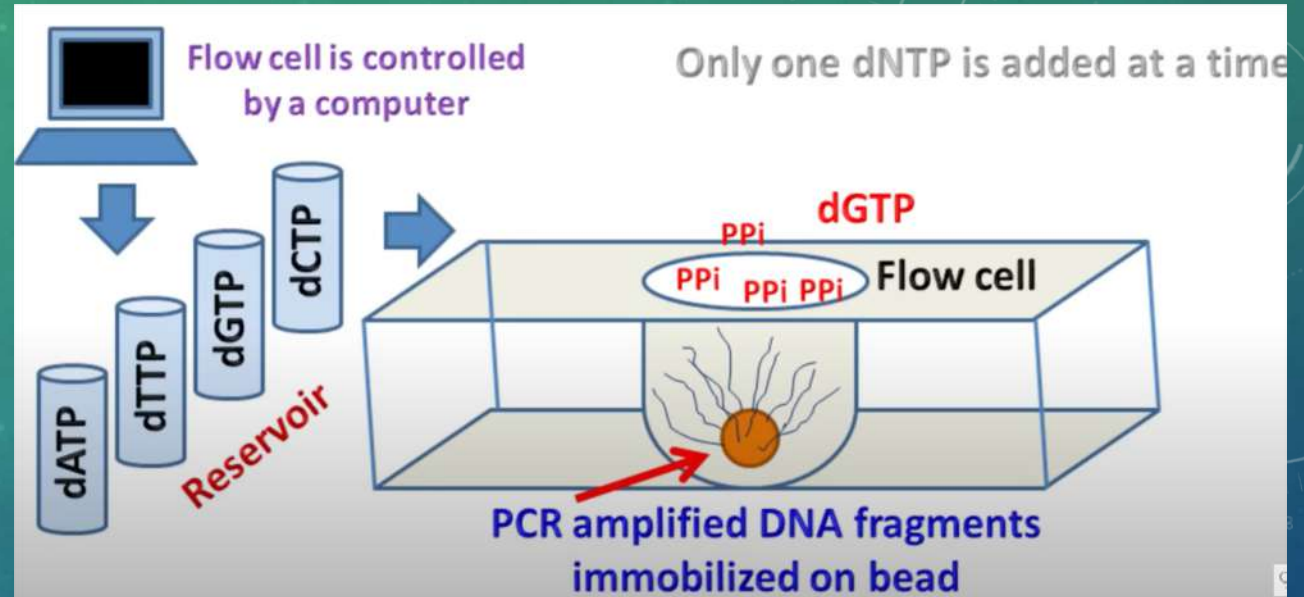 Flow cell is controlled
by a computer
Only one dNTP is added at a time
dATP
dTTP
dGTP
dCTP
Reservoir
dGTP
PPi
PPi PPi PPi
Flow cell
PCR amplified DNA fragments
immobilized on bead